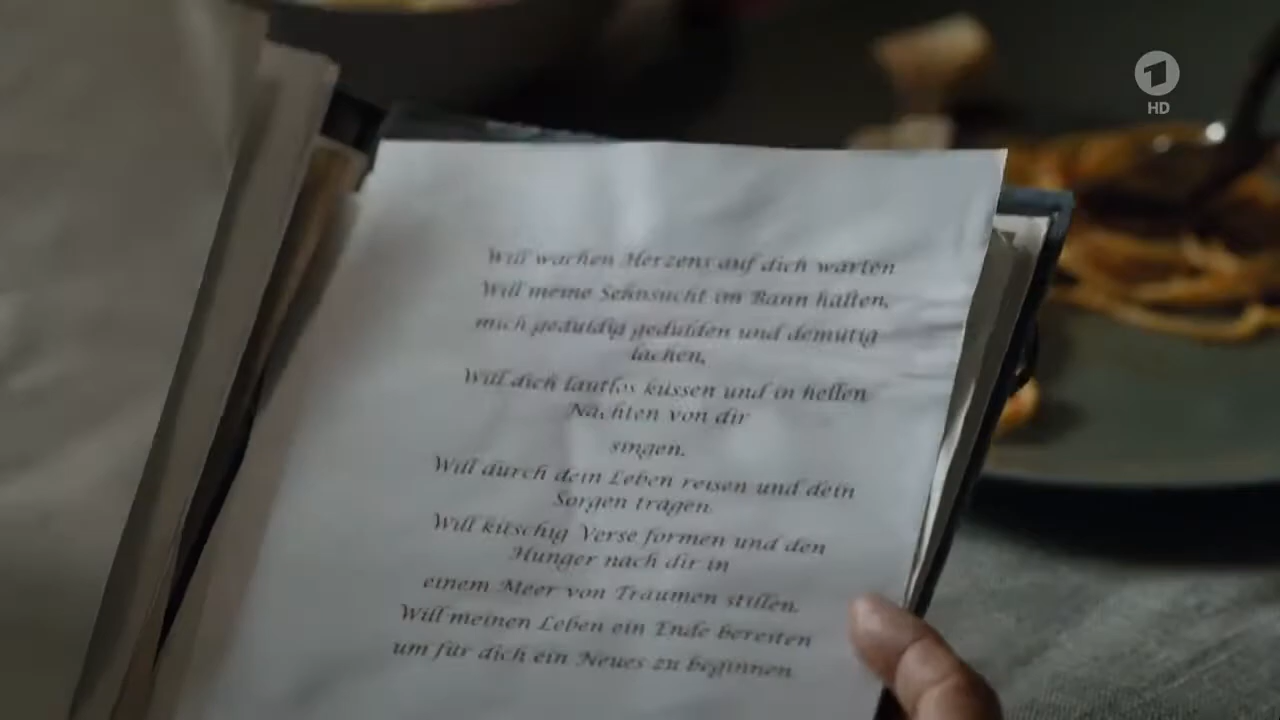 1
HD
Will wachen Herzens auf dich warten
Will meine Sehnsucht im Bann halten,
mich geduldig gedulden und demütig
lachen,
Will dich lautlos küssen und in hellen
Nächten von dir
singen.
Will durch dein Leben reisen und dein
Sorgen tragen.
Will kitschig Verse formen und den
Hunger nach dir in
einem Meer von Träumen stillen.
Will meinen Leben ein Ende bereiten
um für dich ein Neues zu beginnen.